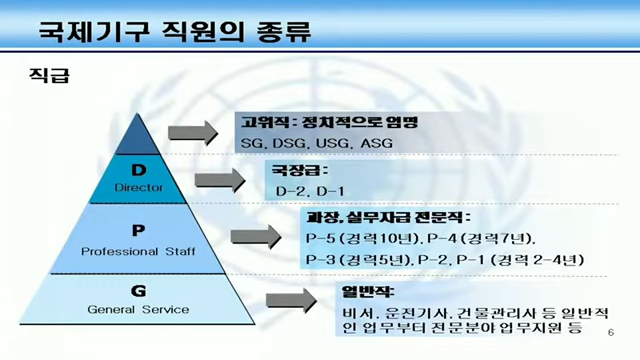 국제기구 직원의 종류
직급
고위직: 정치적으로 임명
SG, DSG, USG, ASG
D
Director
국장급:
D-2, D-1
P
Professional Staff
과장, 실무자급 전문직:
P-5 (경력10년), P-4 (경력7년),
P-3 (경력5년), P-2, P-1 (경력 2-4년)
G
General Service
일반직:
비서, 운전기사, 건물관리사 등 일반적
인 업무부터 전문분야 업무지원 등
6